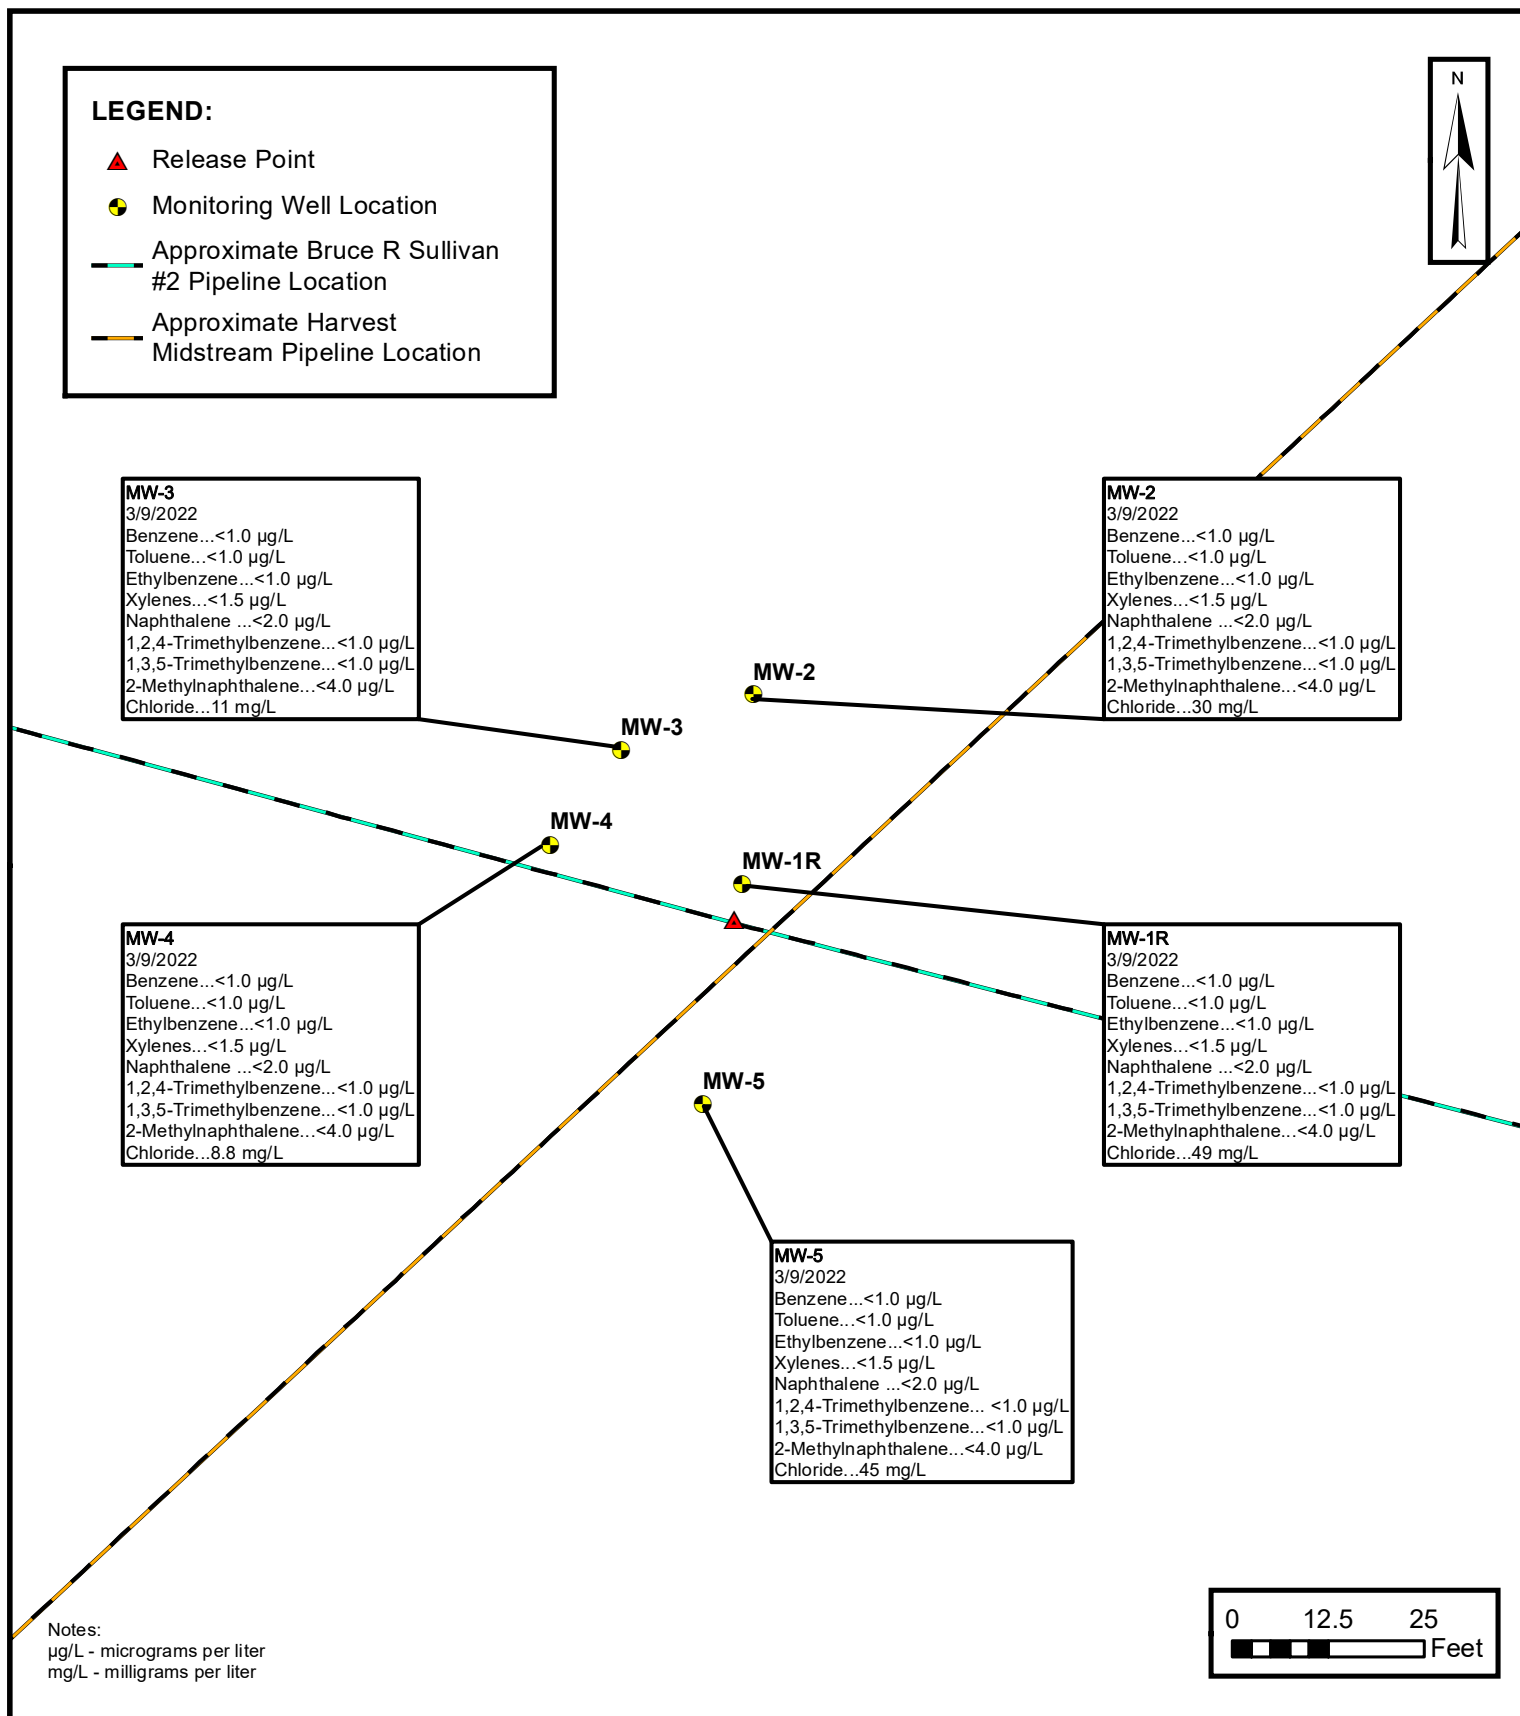 N
LEGEND:
Release Point
Monitoring Well Location
Approximate Bruce R Sullivan
#2 Pipeline Location
Approximate Harvest
Midstream Pipeline Location
MW-3
3/9/2022
Benzene...<1.0 µg/L
Toluene...<1.0 µg/L
Ethylbenzene...<1.0 µg/L
Xylenes...<1.5 µg/L
Naphthalene ...<2.0 µg/L
1,2,4-Trimethylbenzene...<1.0 µg/L
1,3,5-Trimethylbenzene...<1.0 µg/L
2-Methylnaphthalene...<4.0 µg/L
Chloride...11 mg/L
MW-2
3/9/2022
Benzene...<1.0 µg/L
Toluene...<1.0 µg/L
Ethylbenzene...<1.0 µg/L
Xylenes...<1.5 µg/L
Naphthalene ...<2.0 µg/L
1,2,4-Trimethylbenzene...<1.0 µg/L
1,3,5-Trimethylbenzene...<1.0 µg/L
2-Methylnaphthalene...<4.0 µg/L
Chloride...30 mg/L
MW-2
MW-3
MW-4
MW-1R
MW-4
3/9/2022
Benzene...<1.0 µg/L
Toluene...<1.0 µg/L
Ethylbenzene...<1.0 µg/L
Xylenes...<1.5 µg/L
Naphthalene ...<2.0 µg/L
1,2,4-Trimethylbenzene...<1.0 µg/L
1,3,5-Trimethylbenzene...<1.0 µg/L
2-Methylnaphthalene...<4.0 µg/L
Chloride...8.8 mg/L
MW-1R
3/9/2022
Benzene...<1.0 µg/L
Toluene...<1.0 µg/L
Ethylbenzene...<1.0 µg/L
Xylenes...<1.5 µg/L
Naphthalene ...<2.0 µg/L
1,2,4-Trimethylbenzene...<1.0 µg/L
1,3,5-Trimethylbenzene...<1.0 µg/L
2-Methylnaphthalene...<4.0 µg/L
Chloride...49 mg/L
MW-5
MW-5
3/9/2022
Benzene...<1.0 µg/L
Toluene...<1.0 µg/L
Ethylbenzene...<1.0 µg/L
Xylenes...<1.5 µg/L
Naphthalene ...<2.0 µg/L
1,2,4-Trimethylbenzene... <1.0 µg/L
1,3,5-Trimethylbenzene...<1.0 µg/L
2-Methylnaphthalene...<4.0 µg/L
Chloride...45 mg/L
Notes:
µg/L - micrograms per liter
mg/L - milligrams per liter
0 12.5 25
Feet